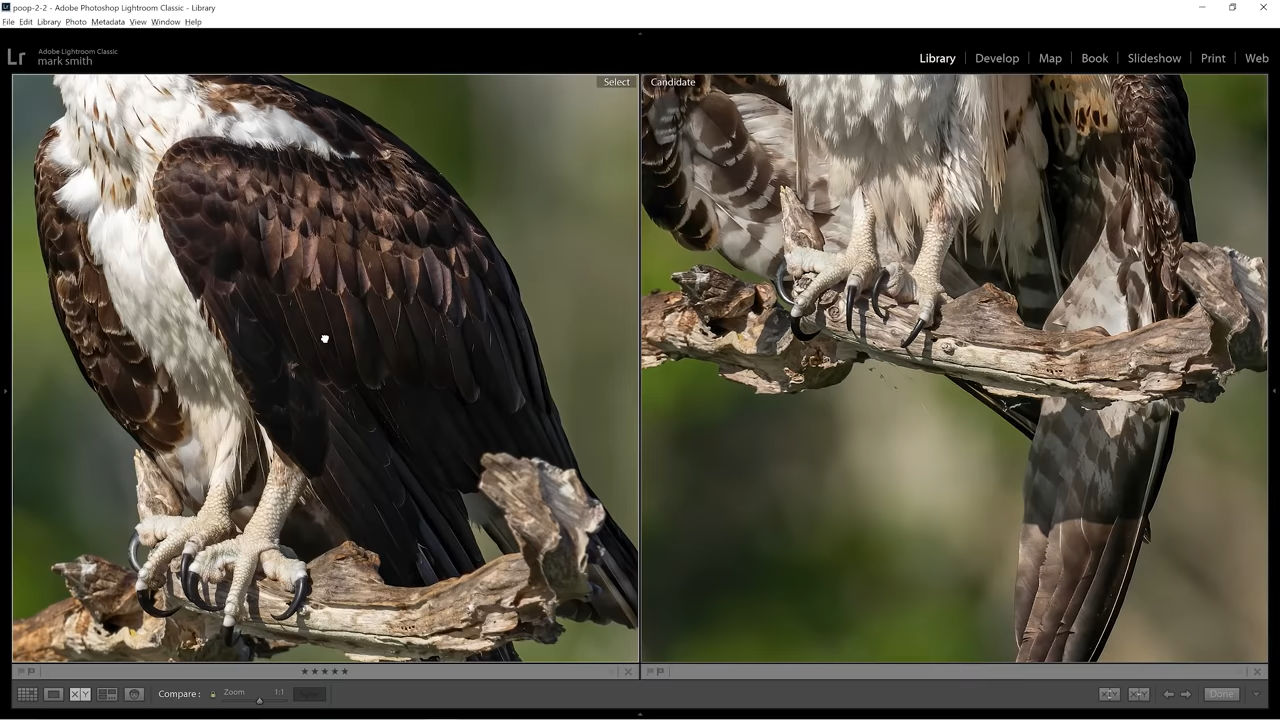 poop-2-2 - Adobe Photoshop Lightroom Classic - Library
File Edit Library Photo Metadata View Window Help
Lr
Adobe Lightroom Classic
mark smith
Library | Develop | Map | Book | Slideshow | Print | Web
Select
Candidate
Compare :
Zoom
1:1
Done